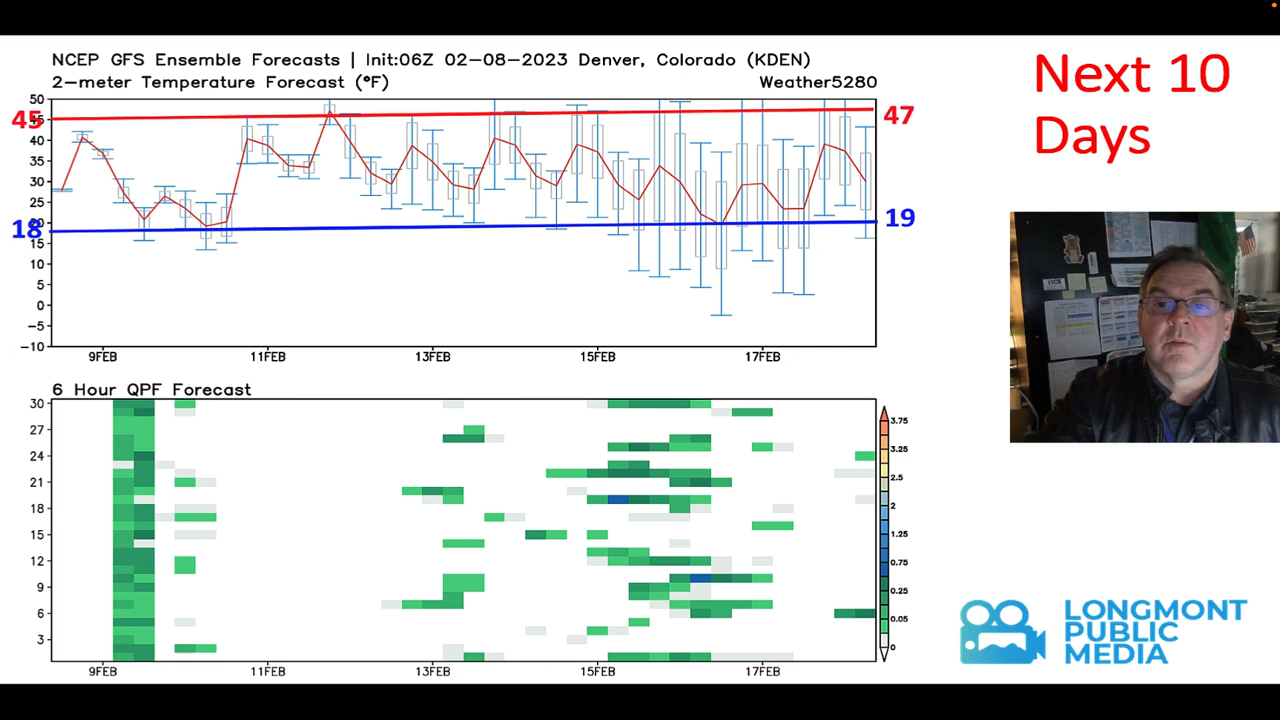 NCEP GFS Ensemble Forecasts | Init:06Z 02-08-2023 Denver, Colorado (KDEN)
2-meter Temperature Forecast (°F)
Weather5280
Next 10
Days
50
45
45
47
40
35
30
25
20
18
19
15
10
5
0
-5
-10
9FEB
11FEB
13FEB
15FEB
17FEB
6 Hour QPF Forecast
30
27
24
21
18
15
12
9
6
3
3.75
3.25
2.5
2
1.25
0.75
0.25
0.05
0
9FEB
11FEB
13FEB
15FEB
17FEB
LONGMONT
PUBLIC
MEDIA